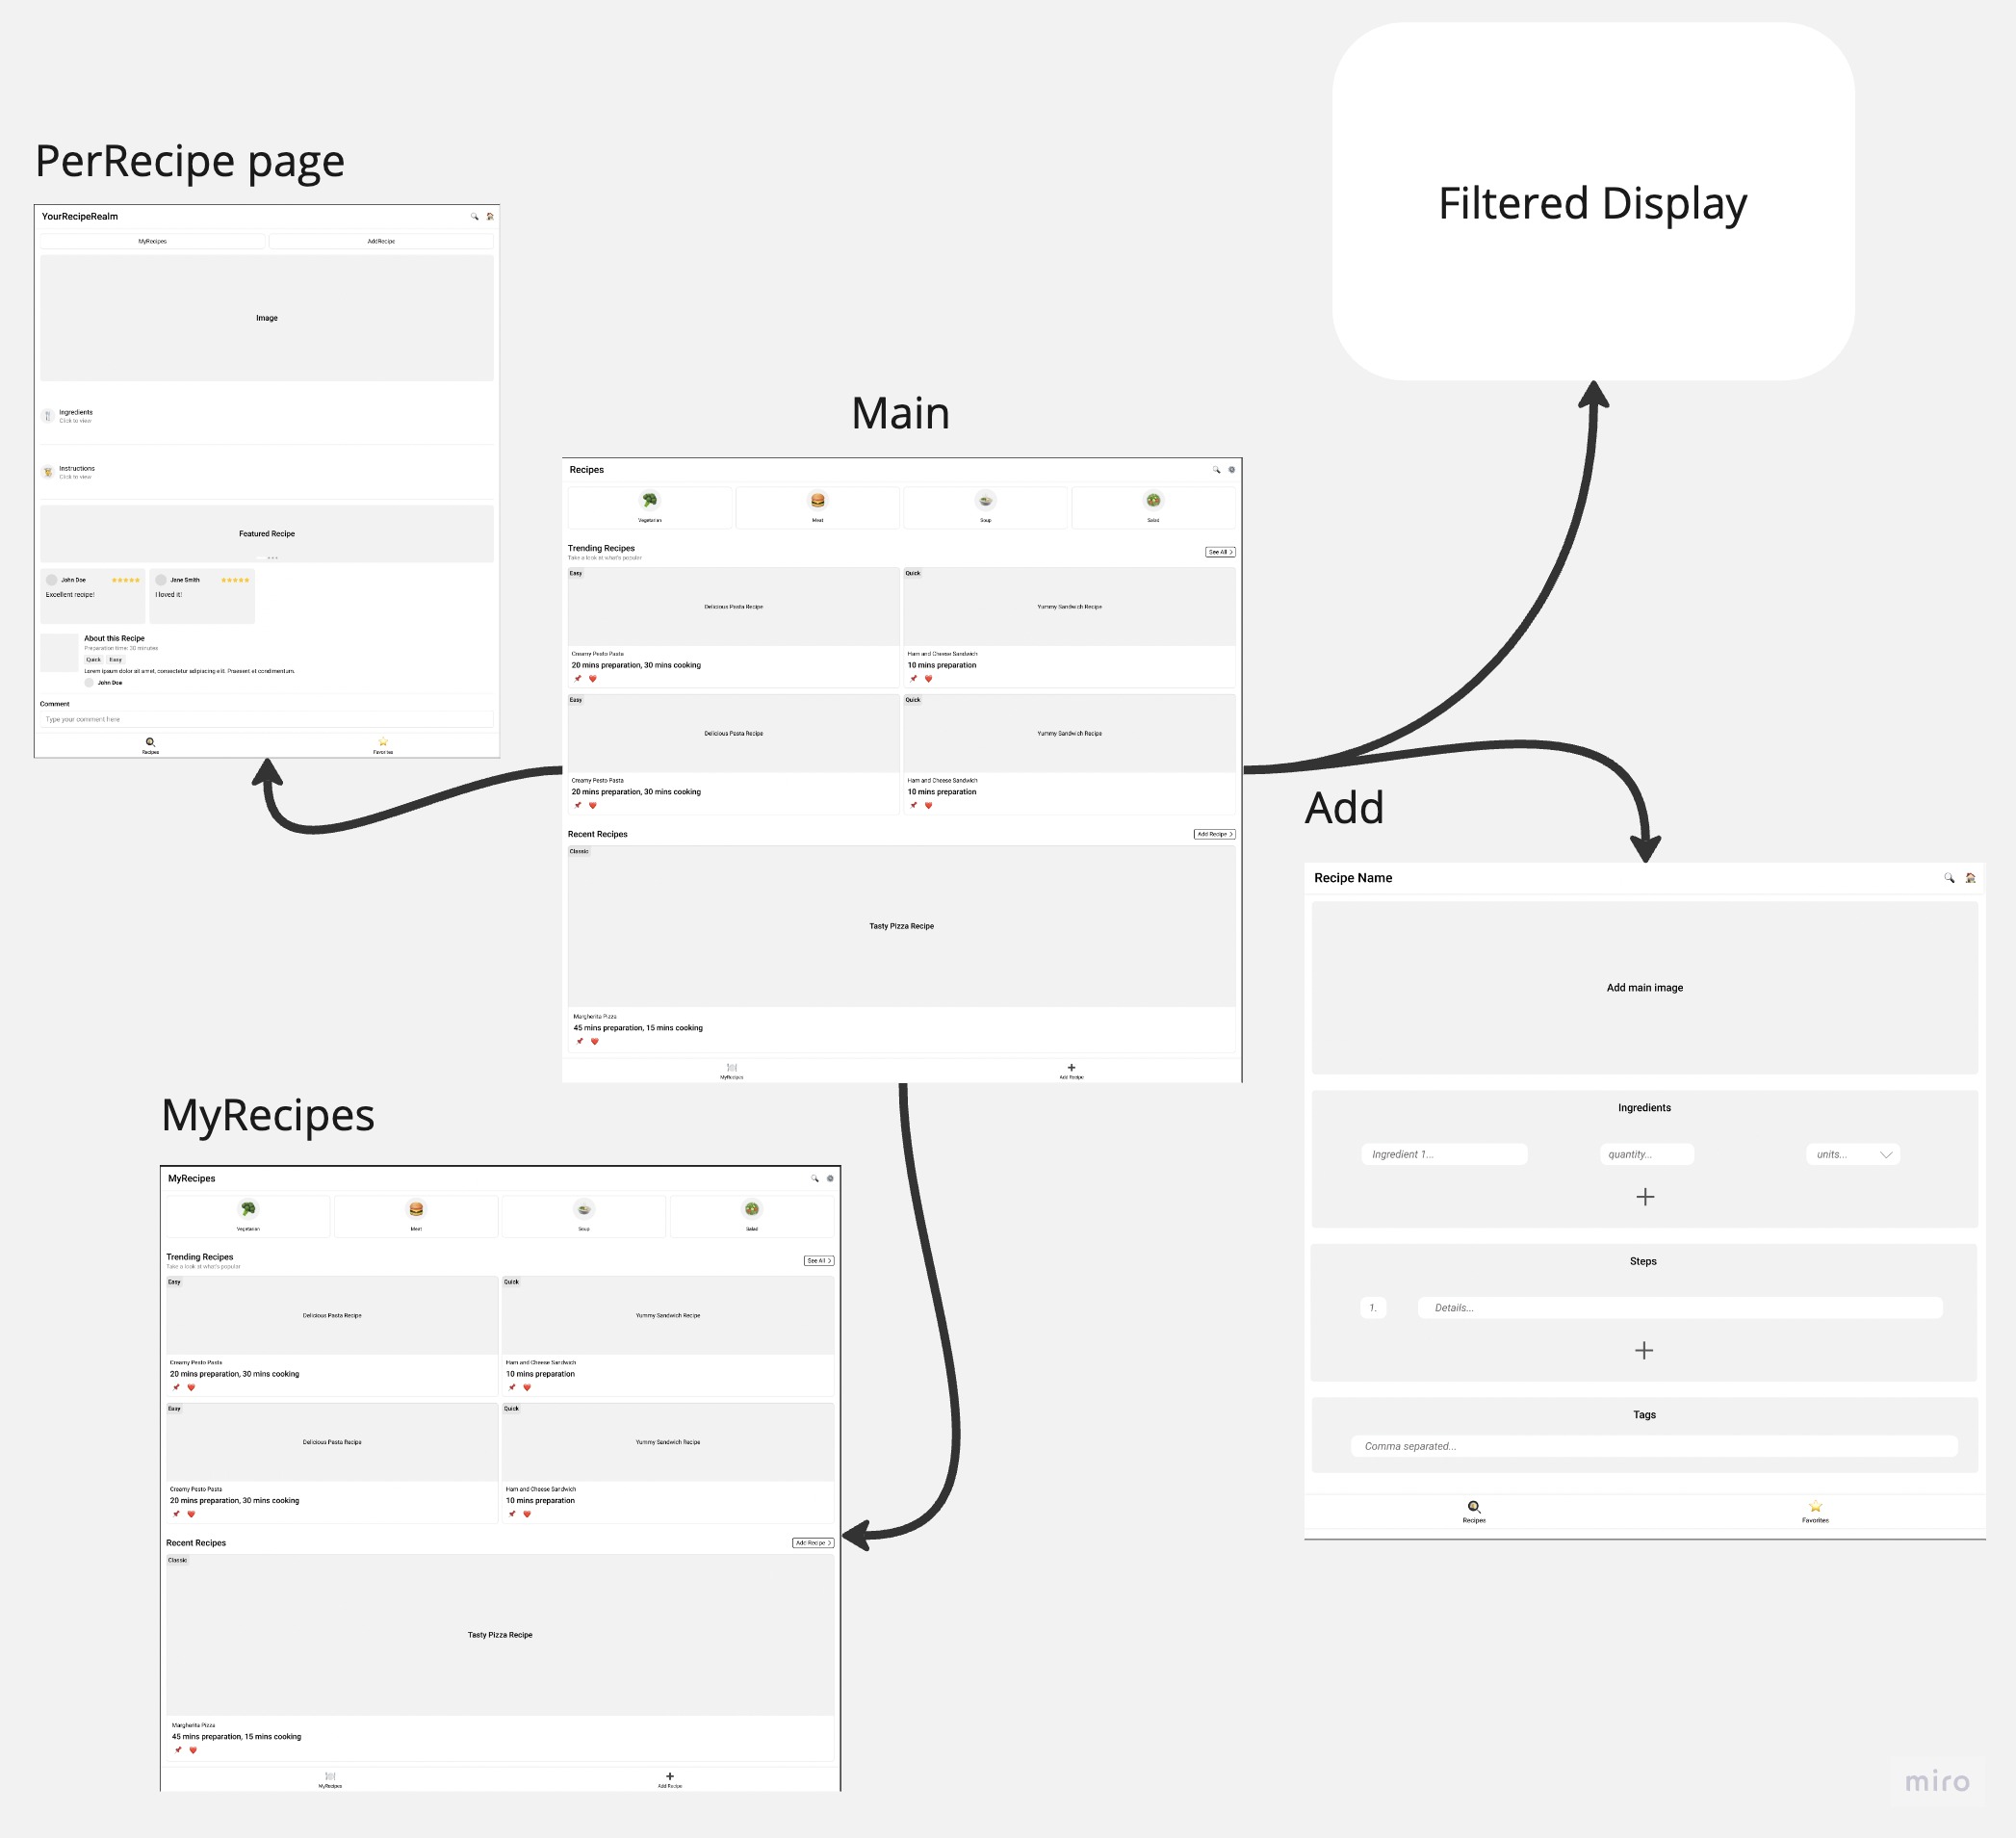 Filtered Display
PerRecipe page
YourRecipeRealm
MyRecipes
AddRecipe
Image
Ingredients
Click to view
Instructions
Click to view
Featured Recipe
John Doe
Excellent recipe!
Jane Smith
I loved it!
About this Recipe
Preparation time: 30 minutes
Quick
Easy
Lorem ipsum dolor sit amet, consectetur adipiscing elit. Praesent et condimentum.
John Doe
Comment
Type your comment here
Recipes
Favorites
Main
Recipes
Vegetarian
Meat
Soup
Salad
Trending Recipes
Take a look at what's popular
See All
Easy
Delicious Pasta Recipe
Creamy Pesto Pasta
20 mins preparation, 30 mins cooking
Quick
Yummy Sandwich Recipe
Ham and Cheese Sandwich
10 mins preparation
Easy
Delicious Pasta Recipe
Creamy Pesto Pasta
20 mins preparation, 30 mins cooking
Quick
Yummy Sandwich Recipe
Ham and Cheese Sandwich
10 mins preparation
Recent Recipes
Add Recipe
Classic
Tasty Pizza Recipe
Margherita Pizza
45 mins preparation, 15 mins cooking
MyRecipes
Add Recipe
Add
Recipe Name
Add main image
Ingredients
Ingredient 1...
quantity...
units...
Steps
1.
Details...
Tags
Comma separated...
Recipes
Favorites
MyRecipes
MyRecipes
Vegetarian
Meat
Soup
Salad
Trending Recipes
Take a look at what's popular
See All
Easy
Delicious Pasta Recipe
Creamy Pesto Pasta
20 mins preparation, 30 mins cooking
Quick
Yummy Sandwich Recipe
Ham and Cheese Sandwich
10 mins preparation
Easy
Delicious Pasta Recipe
Creamy Pesto Pasta
20 mins preparation, 30 mins cooking
Quick
Yummy Sandwich Recipe
Ham and Cheese Sandwich
10 mins preparation
Recent Recipes
Add Recipe
Classic
Tasty Pizza Recipe
Margherita Pizza
45 mins preparation, 15 mins cooking
MyRecipes
Add Recipe
miro